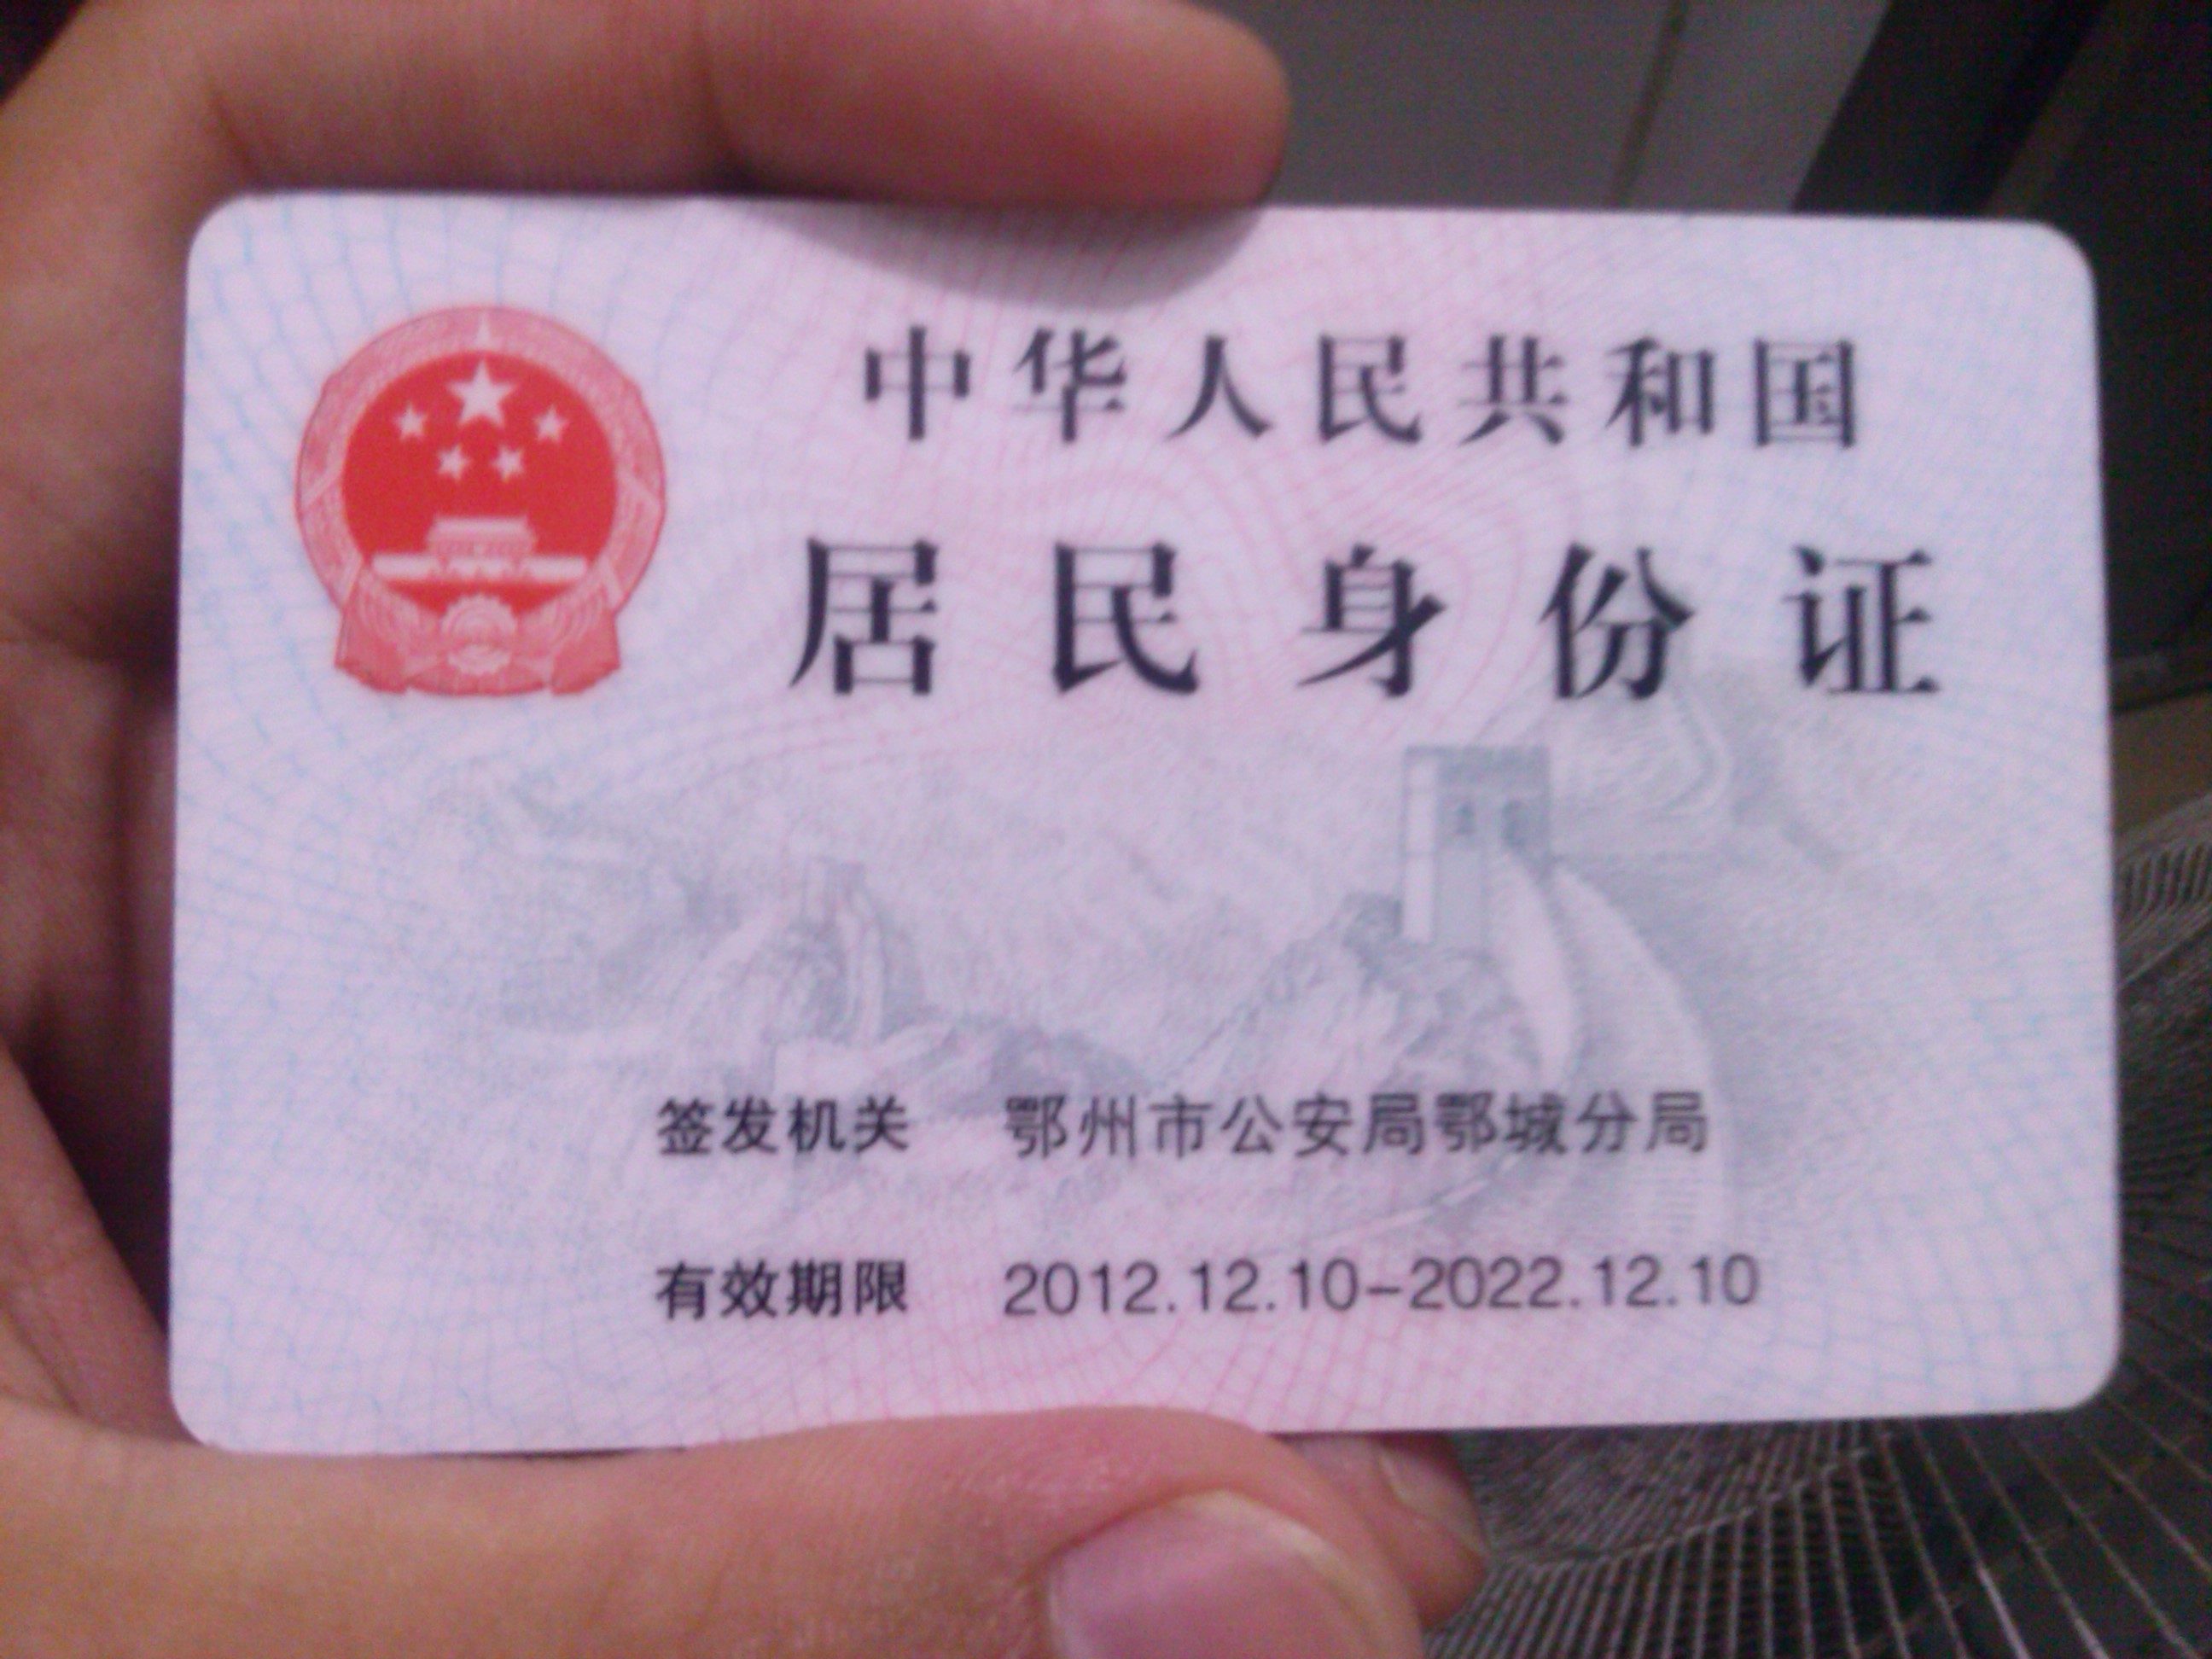 中华人民共和国
居民身份证
签发机关 鄂州市公安局鄂城分局
有效期限 2012.12.10-2022.12.10